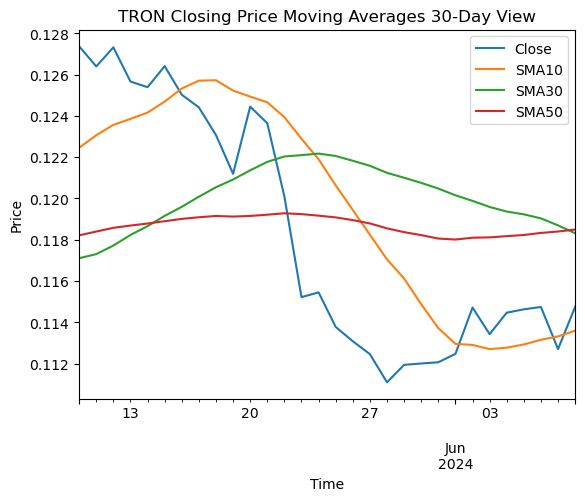 TRON Closing Price Moving Averages 30-Day View
Close
SMA10
SMA30
SMA50
Price
0.128
0.126
0.124
0.122
0.120
0.118
0.116
0.114
0.112
13 20 27 03
Jun
2024
Time